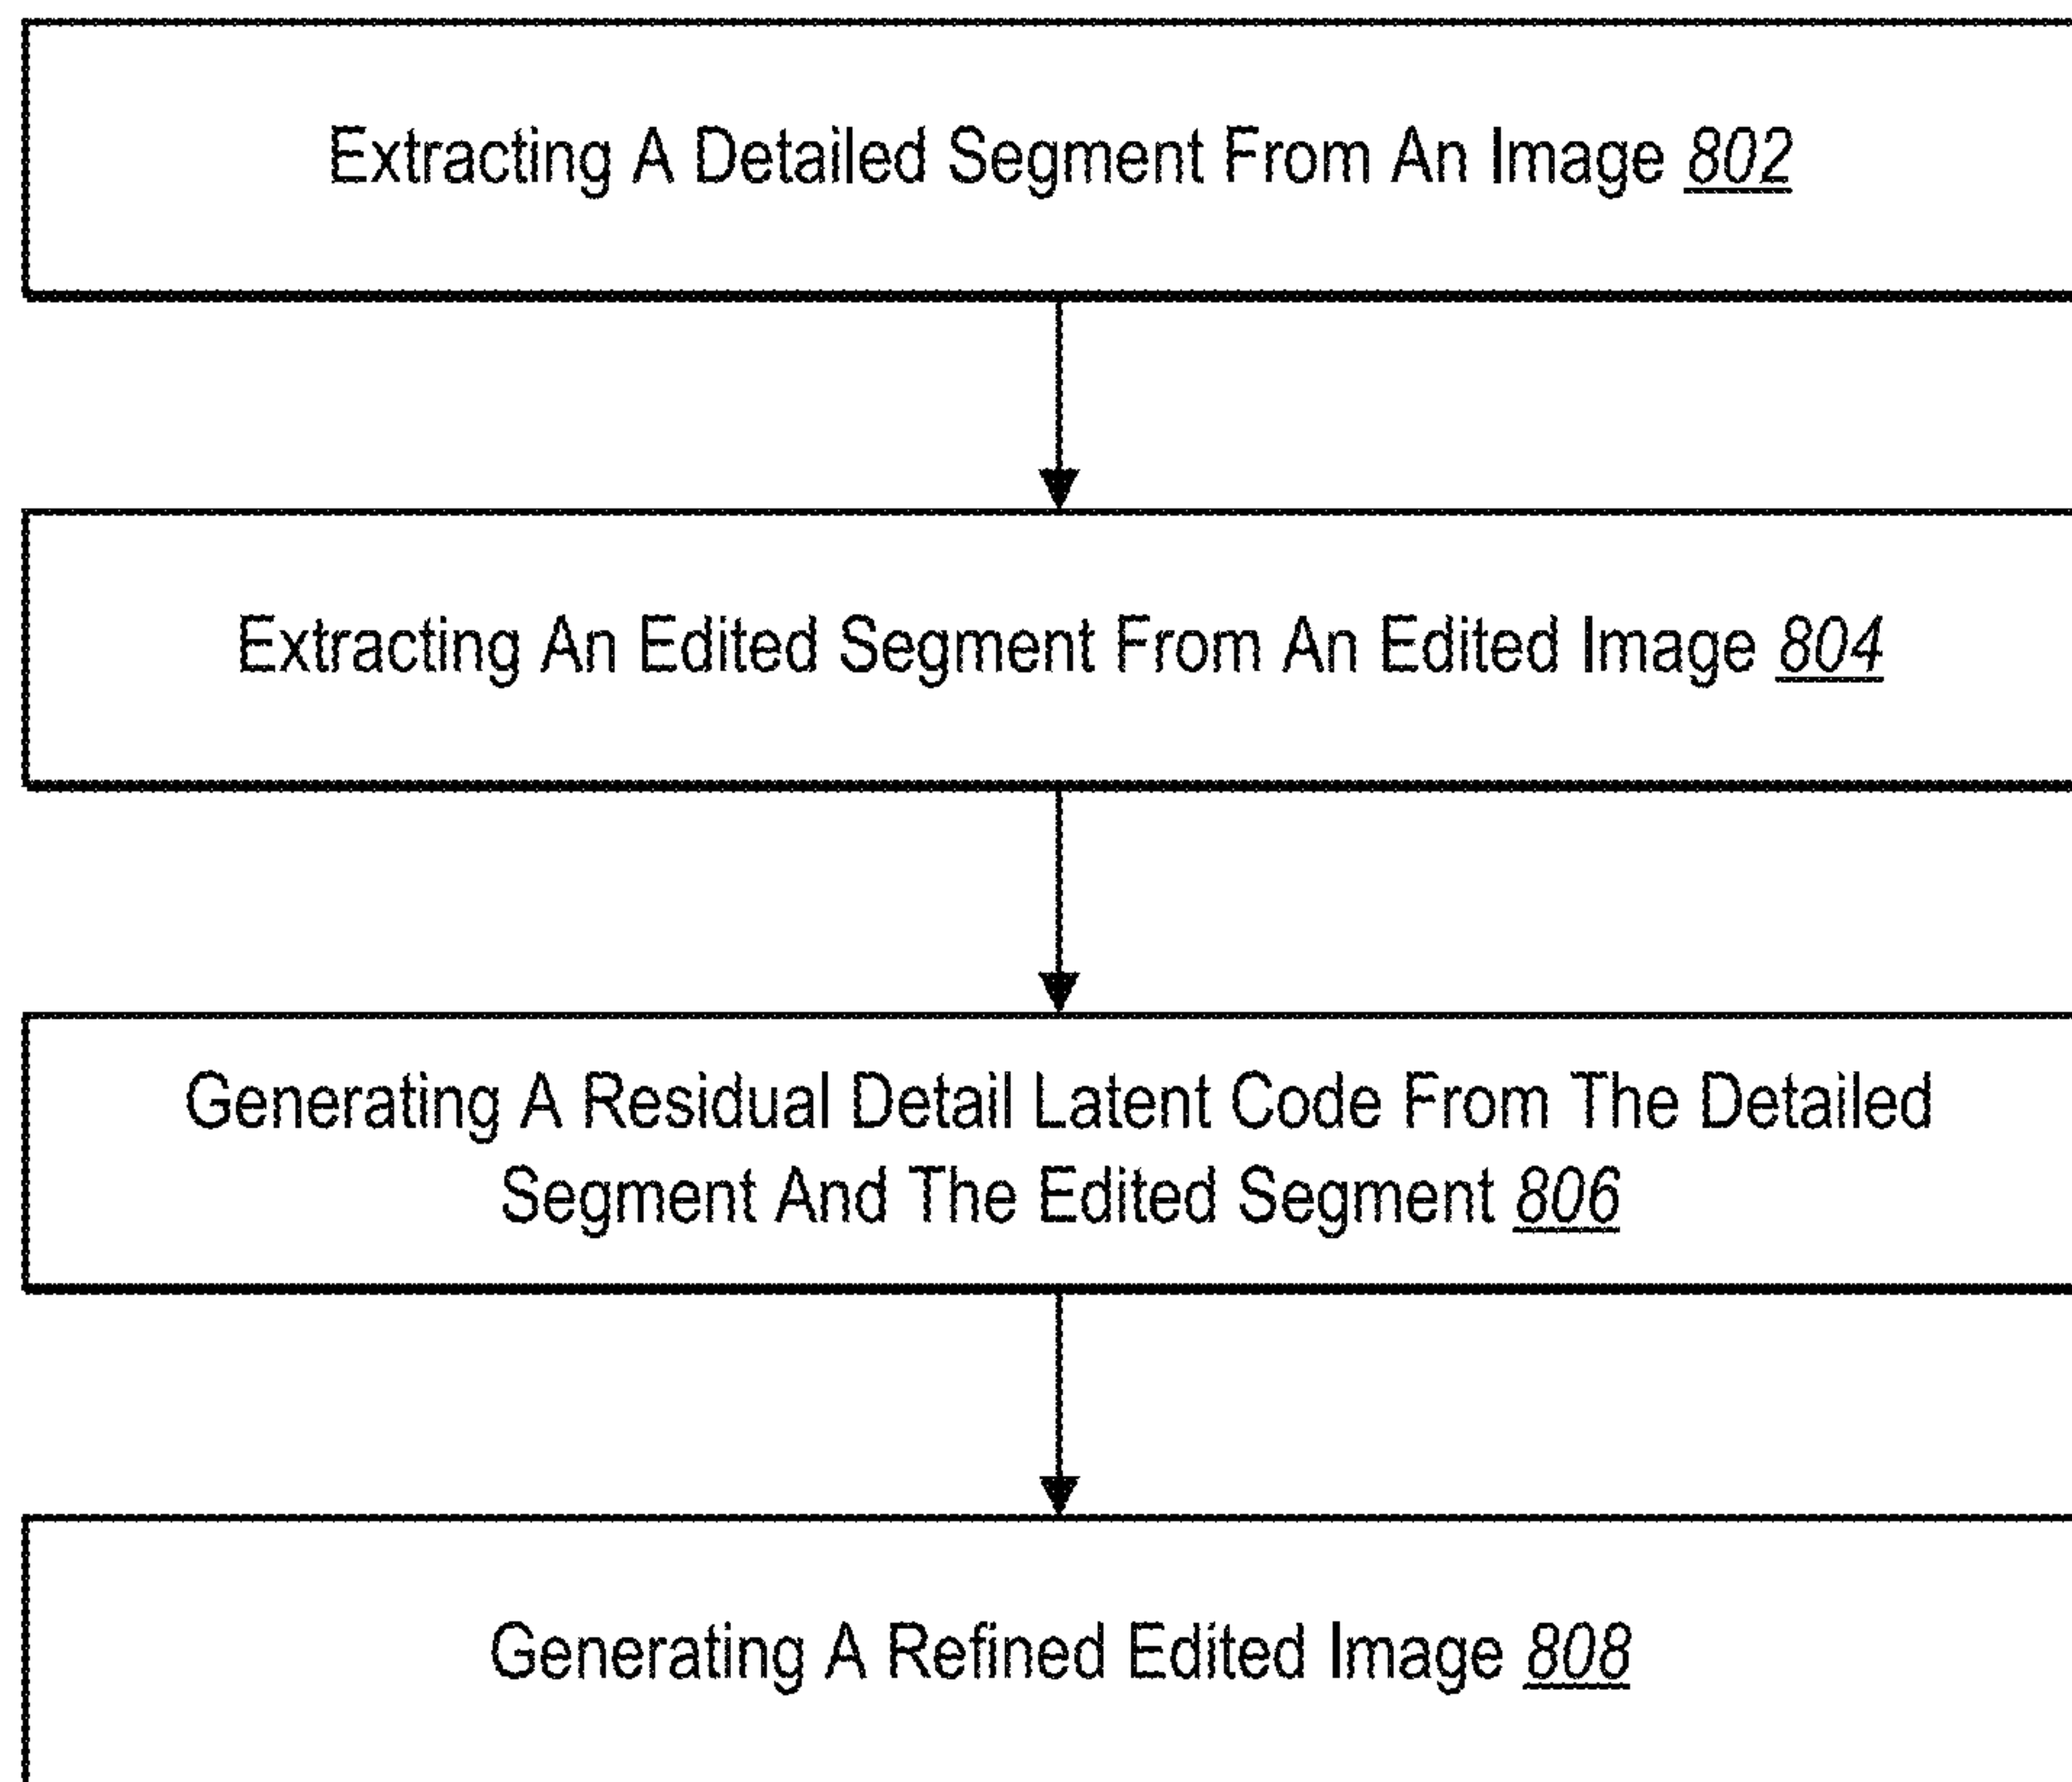 Extracting A Detailed Segment From An Image 802
Extracting An Edited Segment From An Edited Image 804
Generating A Residual Detail Latent Code From The Detailed
Segment And The Edited Segment 806
Generating A Refined Edited Image 808